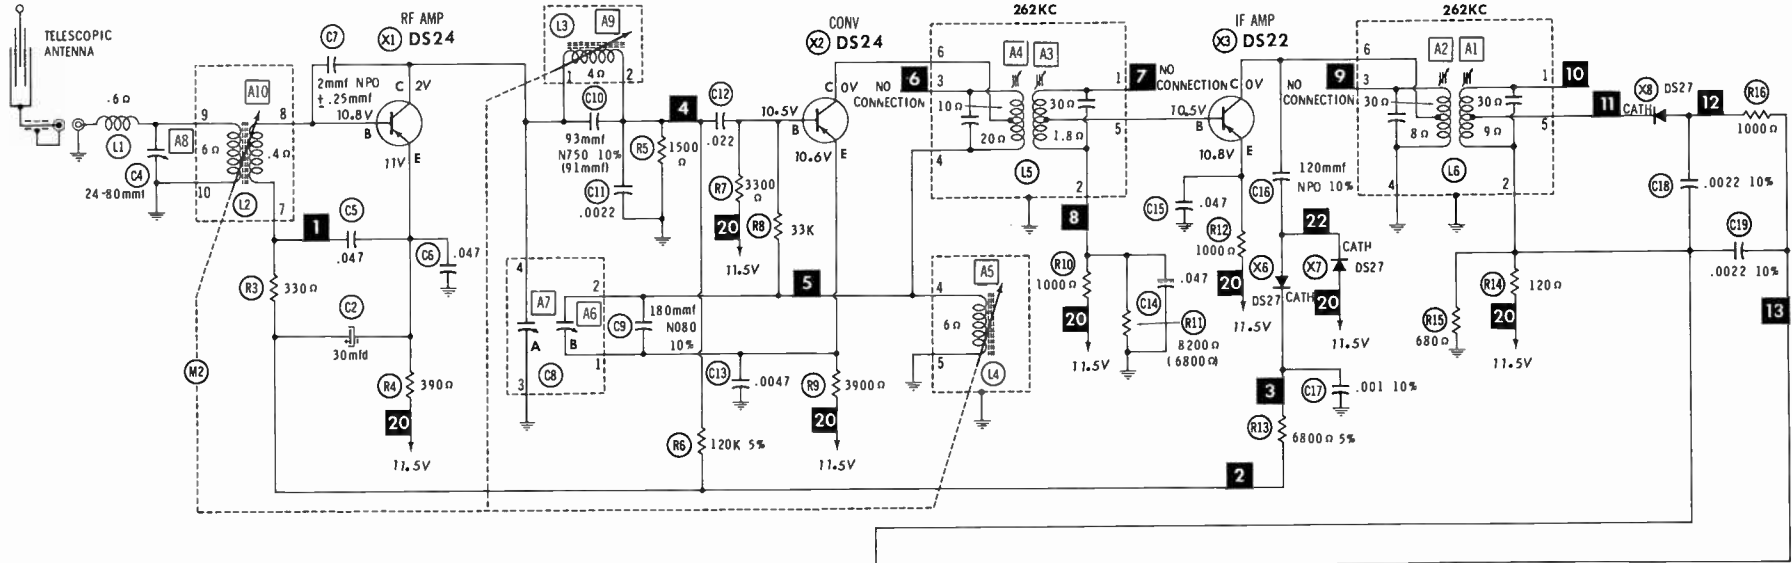 TELESCOPIC
ANTENNA
.6Ω
L1
A8
C4
24-80mmf
9
10
8
7
A10
6Ω
.4Ω
L2
C7
2mmf NPO
± .25mmf
RF AMP
X1 DS24
C 2V
10.8V
B
11V
E
1
C5
.047
C6
.047
R3
330Ω
C2
30mfd
R4
390Ω
20
11.5V
M2
L3
A9
1
4Ω
2
C10
93mmf
N750 10%
(91mmf)
C11
.0022
R5
1500
Ω
4
C12
.022
R7
3300
Ω
20
11.5V
R8
33K
CONV
X2 DS24
C 0V
10.5V
B
10.6V
E
4
A7
A
3
2
A6
B
1
C8
C9
180mmf
N080
10%
5
C13
.0047
R9
3900Ω
20
11.5V
R6
120K 5%
262KC
6
6
3
NO
CONNECTION
10Ω
20Ω
4
A4
A3
30Ω
1.8Ω
1
5
2
L5
7
NO
CONNECTION
8
A5
4
6Ω
5
L4
R10
1000Ω
20
11.5V
C14
.047
R11
8200Ω
(6800Ω)
IF AMP
X3 DS22
C 0V
10.5V
B
10.8V
E
C15
.047
R12
1000Ω
20
11.5V
C16
120mmf
NPO 10%
22
X6
DS27
CATH
X7
CATH
DS27
20
11.5V
3
C17
.001 10%
R13
6800Ω 5%
2
262KC
9
6
3
NO
CONNECTION
30Ω
8Ω
4
A2
A1
30Ω
9Ω
1
5
2
L6
10
11
CATH
X8
DS27
12
R16
1000Ω
C18
.0022 10%
C19
.0022 10%
R15
680Ω
R14
120Ω
20
11.5V
13